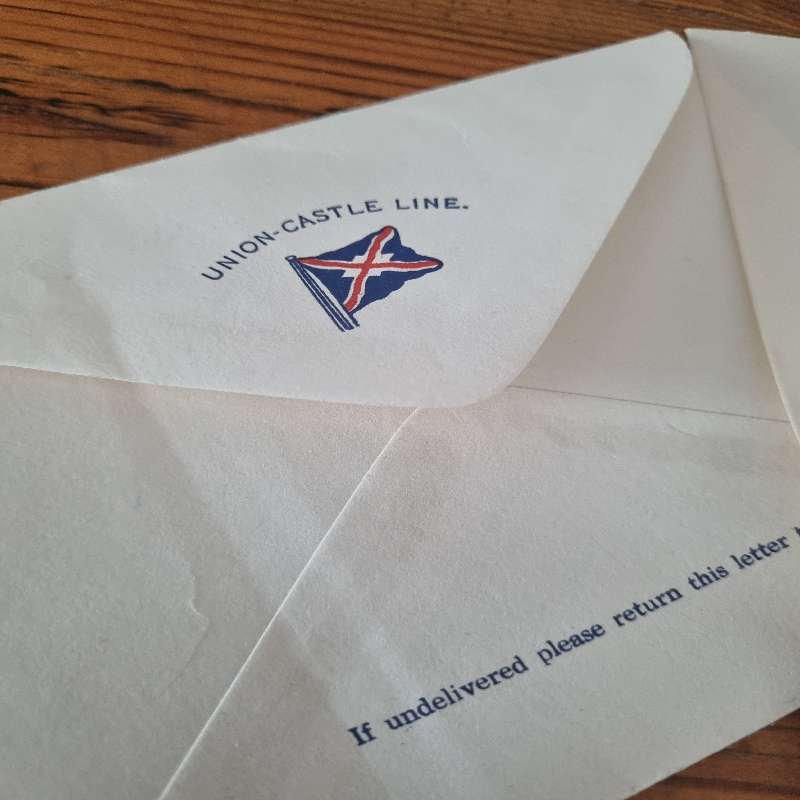 UNION-CASTLE LINE.
If undelivered please return this letter